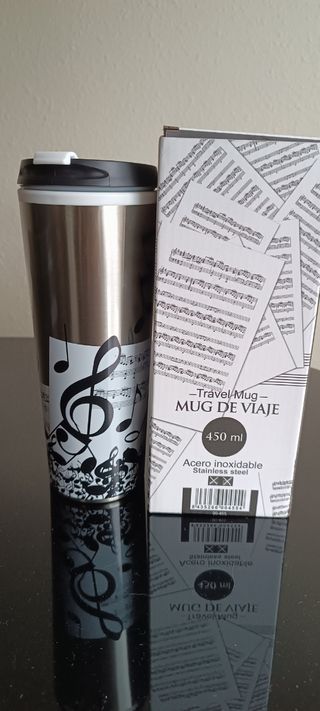 –Travel Mug–
MUG DE VIAJE
450 ml
Acero inoxidable
Stainless steel